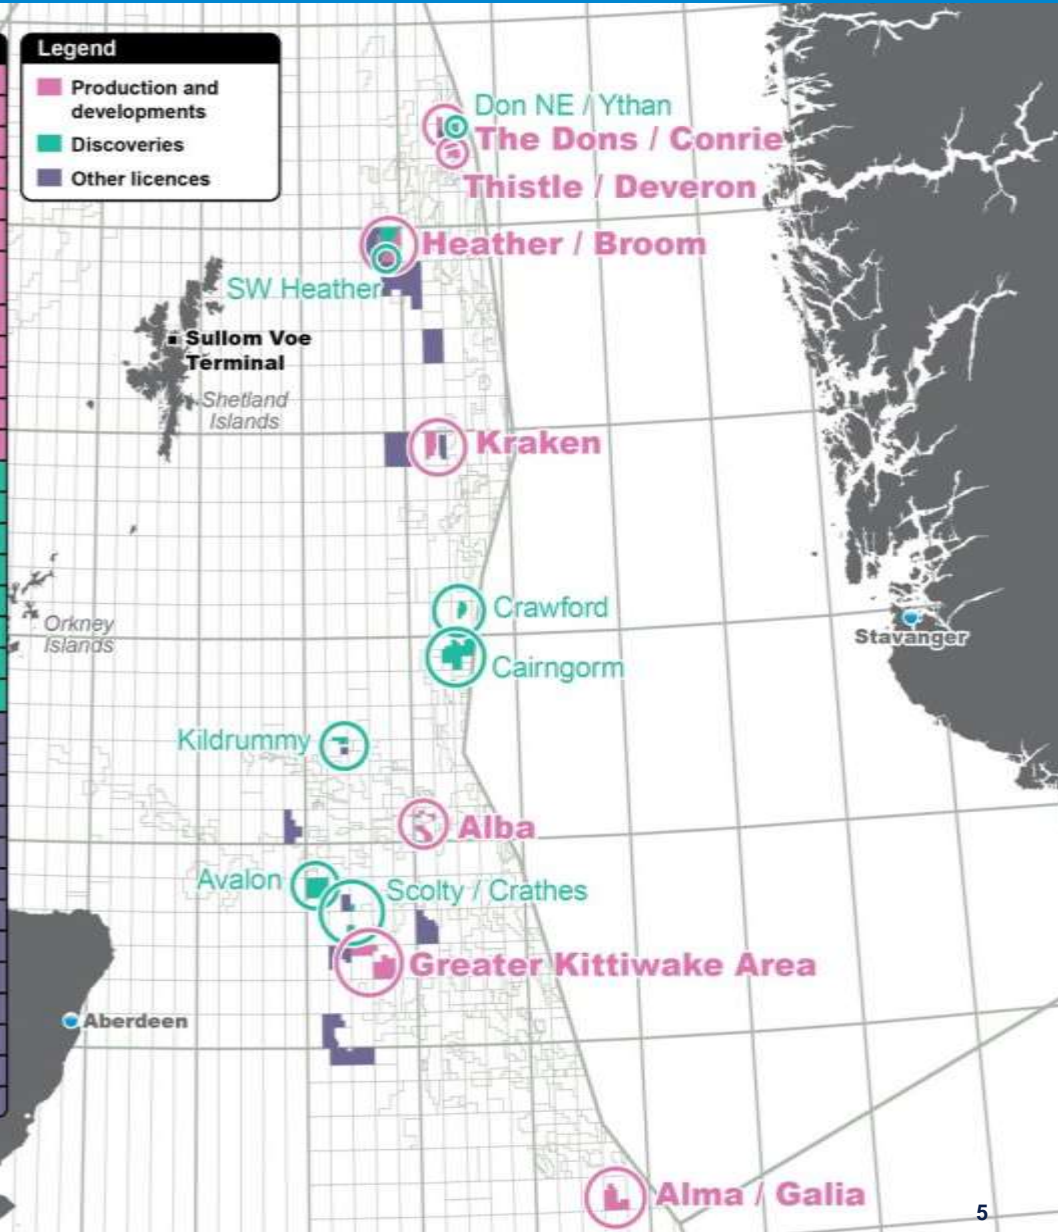 Legend
Production and
developments
Discoveries
Other licences
Don NE / Ythan
The Dons / Conrie
Thistle / Deveron
Heather / Broom
SW Heather
Sullom Voe
Terminal
Shetland
Islands
Kraken
Crawford
Orkney
Islands
Stavanger
Cairngorm
Kildrummy
Alba
Avalon
Scolty / Crathes
Greater Kittiwake Area
Aberdeen
Alma / Galia
5